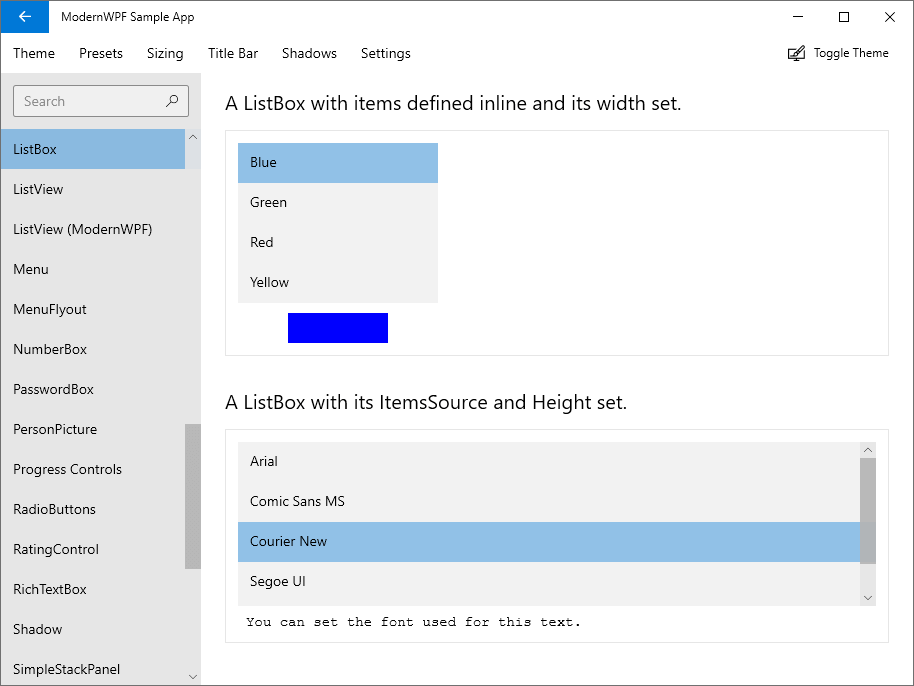 ModernWPF Sample App
Theme Presets Sizing Title Bar Shadows Settings Toggle Theme
Search
ListBox
ListView
ListView (ModernWPF)
Menu
MenuFlyout
NumberBox
PasswordBox
PersonPicture
Progress Controls
RadioButtons
RatingControl
RichTextBox
Shadow
SimpleStackPanel
A ListBox with items defined inline and its width set.
Blue
Green
Red
Yellow
A ListBox with its ItemsSource and Height set.
Arial
Comic Sans MS
Courier New
Segoe UI
You can set the font used for this text.